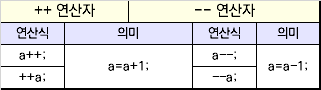 ++ 연산자 -- 연산자
연산식 의미 연산식 의미
a++; a=a+1; a--; a=a-1;
++a; --a;